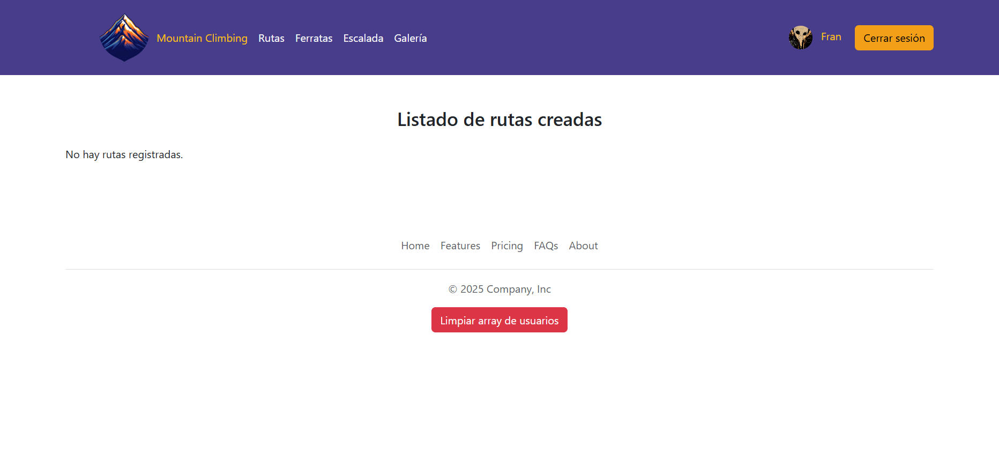 Mountain Climbing Rutas Ferratas Escalada Galería Fran Cerrar sesión
Listado de rutas creadas
No hay rutas registradas.
Home Features Pricing FAQs About
© 2025 Company, Inc
Limpiar array de usuarios